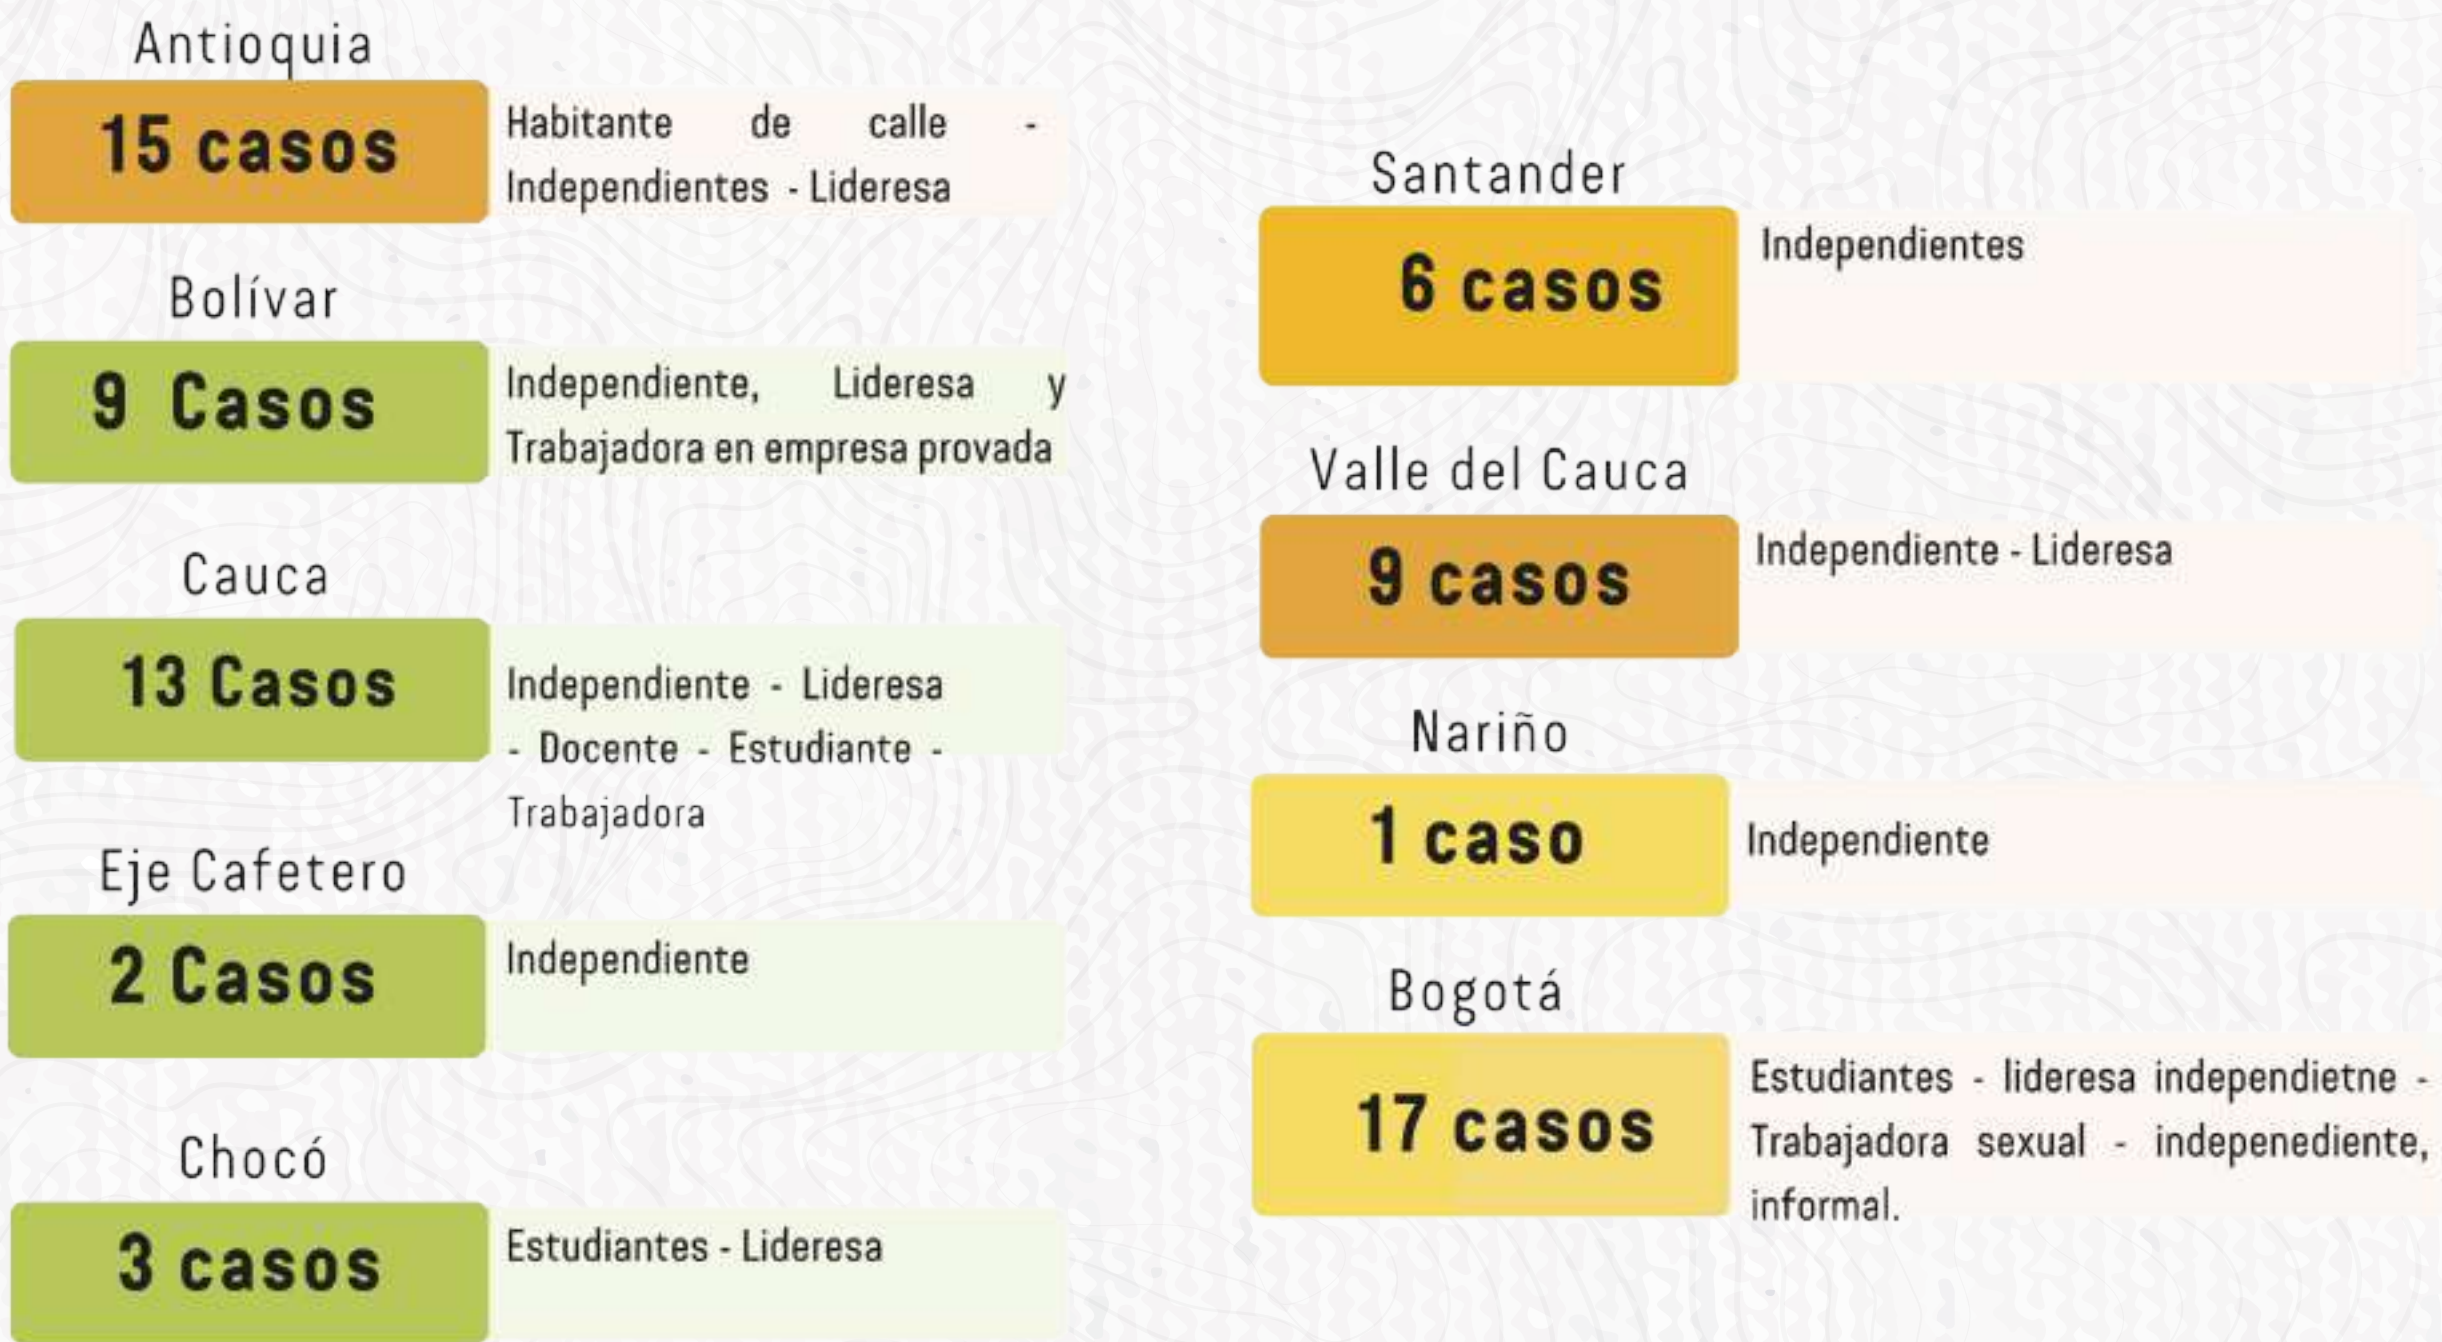 Antioquia
15 casos
Habitante de calle -
Independientes - Lideresa
Bolívar
9 Casos
Independiente, Lideresa y
Trabajadora en empresa provada
Cauca
13 Casos
Independiente - Lideresa
- Docente - Estudiante -
Trabajadora
Eje Cafetero
2 Casos
Independiente
Chocó
3 casos
Estudiantes - Lideresa
Santander
6 casos
Independientes
Valle del Cauca
9 casos
Independiente - Lideresa
Nariño
1 caso
Independiente
Bogotá
17 casos
Estudiantes - lideresa independietne -
Trabajadora sexual - indepenediente,
informal.